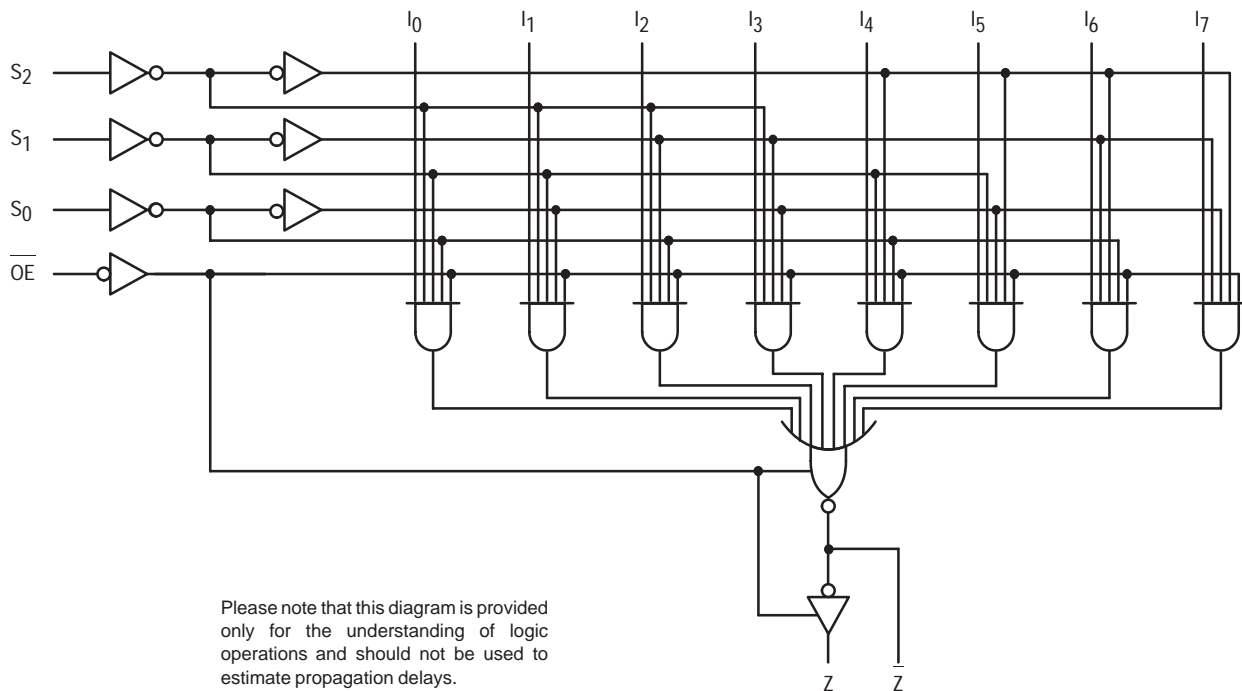 I0 I1 I2 I3 I4 I5 I6 I7
S2
S1
S0
O̅E̅
Please note that this diagram is provided
only for the understanding of logic
operations and should not be used to
estimate propagation delays.
Z Z̅